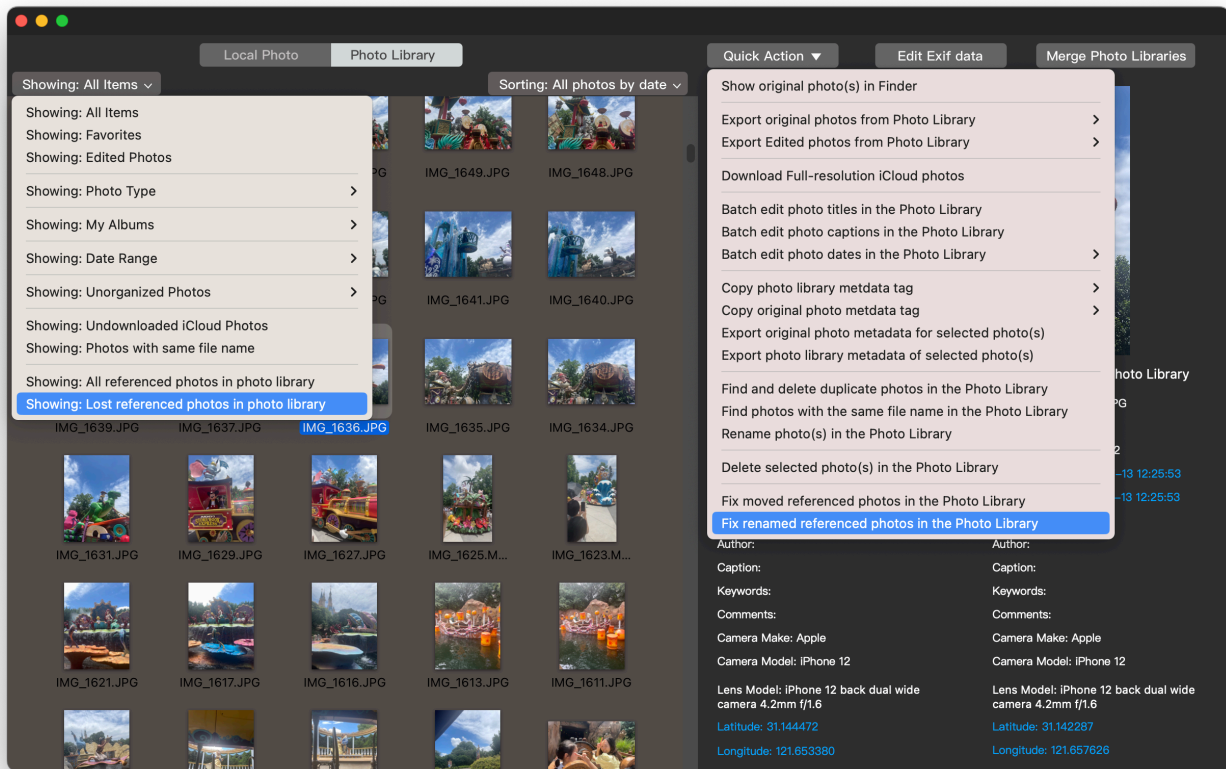 Local Photo
Photo Library
Quick Action ▼
Edit Exif data
Merge Photo Libraries
Showing: All Items
Sorting: All photos by date
Showing: All Items
Showing: Favorites
Showing: Edited Photos
Showing: Photo Type
Showing: My Albums
Showing: Date Range
Showing: Unorganized Photos
Showing: Undownloaded iCloud Photos
Showing: Photos with same file name
Showing: All referenced photos in photo library
Showing: Lost referenced photos in photo library
PG
IMG_1649.JPG
IMG_1648.JPG
PG
IMG_1641.JPG
IMG_1640.JPG
IMG_1639.JPG
IMG_1637.JPG
IMG_1636.JPG
IMG_1635.JPG
IMG_1634.JPG
IMG_1631.JPG
IMG_1629.JPG
IMG_1627.JPG
IMG_1625.M...
IMG_1623.M...
IMG_1621.JPG
IMG_1617.JPG
IMG_1616.JPG
IMG_1613.JPG
IMG_1611.JPG
Show original photo(s) in Finder
Export original photos from Photo Library
Export Edited photos from Photo Library
Download Full-resolution iCloud photos
Batch edit photo titles in the Photo Library
Batch edit photo captions in the Photo Library
Batch edit photo dates in the Photo Library
Copy photo library metdata tag
Copy original photo metdata tag
Export original photo metadata for selected photo(s)
Export photo library metadata of selected photo(s)
Find and delete duplicate photos in the Photo Library
Find photos with the same file name in the Photo Library
Rename photo(s) in the Photo Library
Delete selected photo(s) in the Photo Library
Fix moved referenced photos in the Photo Library
Fix renamed referenced photos in the Photo Library
hoto Library
PG
2
-13 12:25:53
-13 12:25:53
Author:
Caption:
Keywords:
Comments:
Camera Make: Apple
Camera Model: iPhone 12
Lens Model: iPhone 12 back dual wide
camera 4.2mm f/1.6
Latitude: 31.144472
Longitude: 121.653380
Author:
Caption:
Keywords:
Comments:
Camera Make: Apple
Camera Model: iPhone 12
Lens Model: iPhone 12 back dual wide
camera 4.2mm f/1.6
Latitude: 31.142287
Longitude: 121.657626